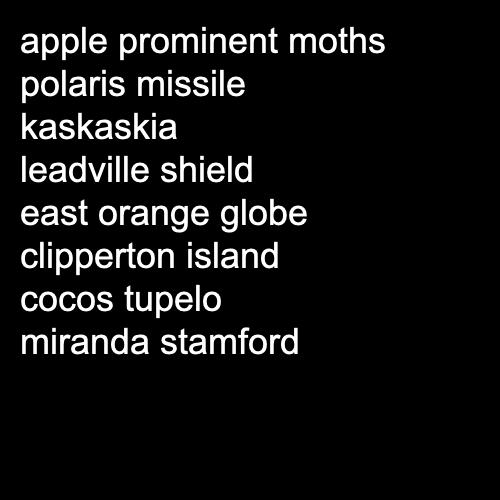 apple prominent moths
polaris missile
kaskaskia
leadville shield
east orange globe
clipperton island
cocos tupelo
miranda stamford